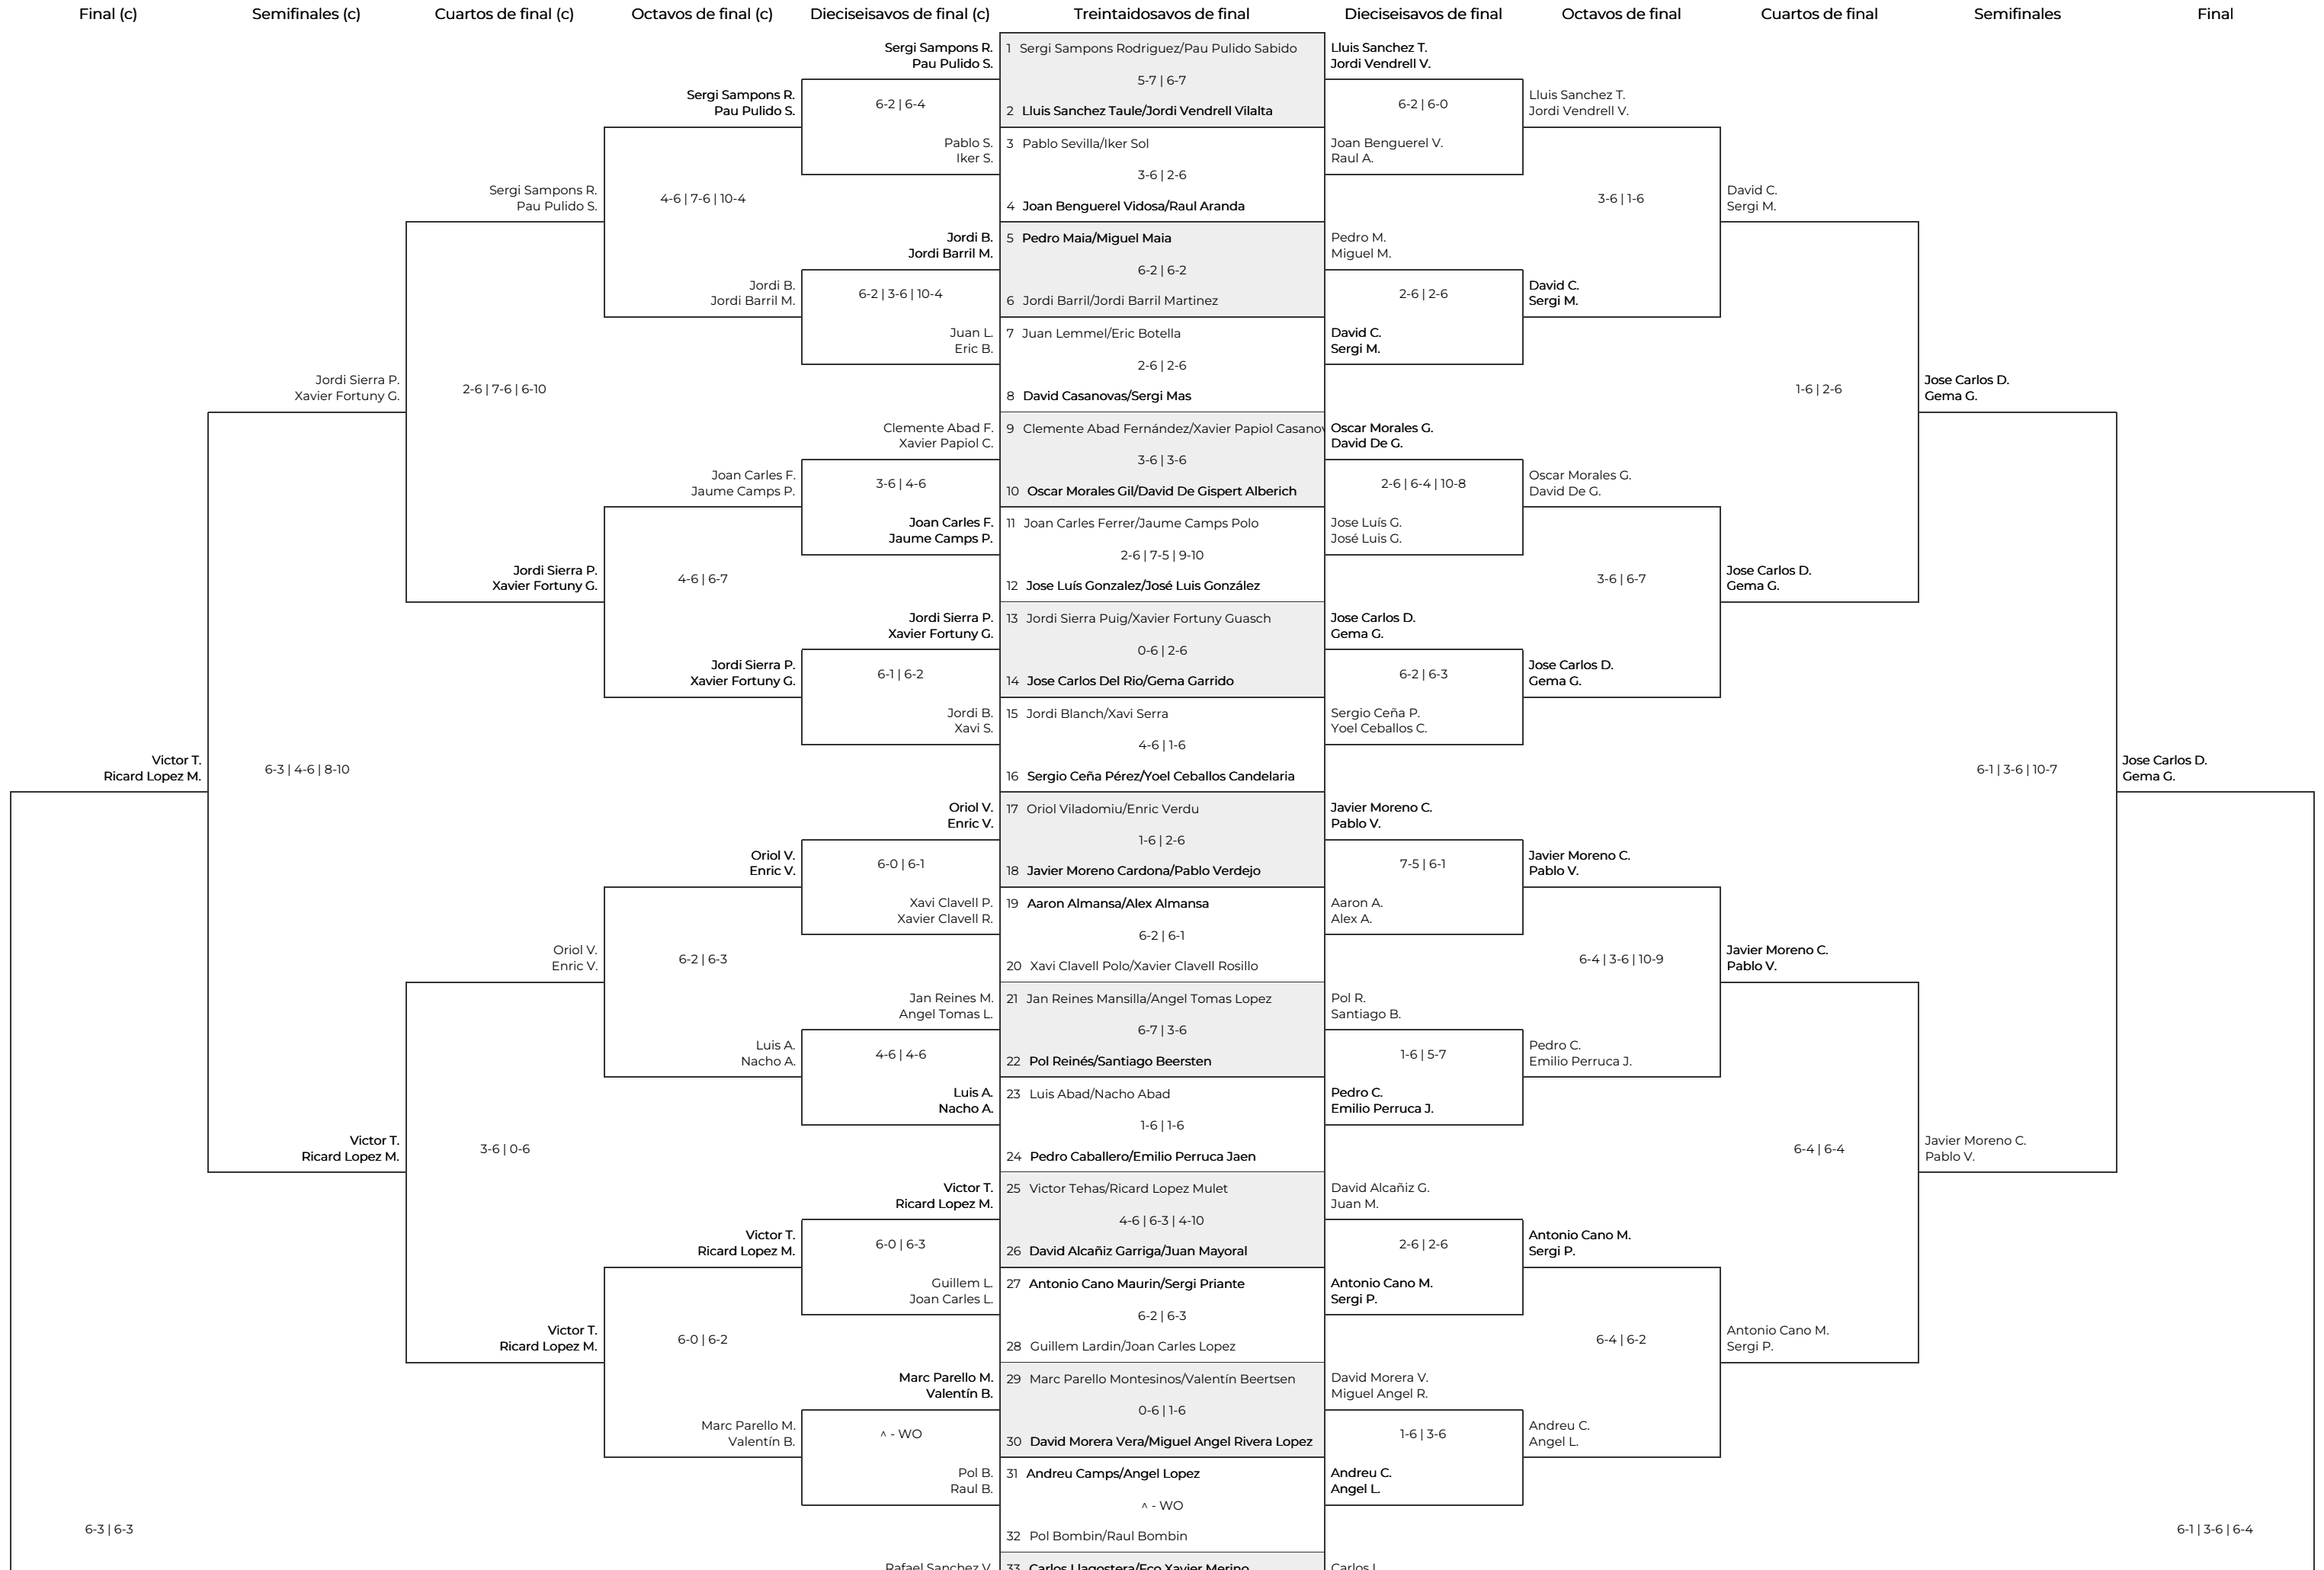 Final (c)
Semifinales (c)
Cuartos de final (c)
Octavos de final (c)
Dieciseisavos de final (c)
Treintaidosavos de final
Dieciseisavos de final
Octavos de final
Cuartos de final
Semifinales
Final
Victor T.
Ricard Lopez M.
6-3 | 6-3
Jordi Sierra P.
Xavier Fortuny G.
6-3 | 4-6 | 8-10
Victor T.
Ricard Lopez M.
Sergi Sampons R.
Pau Pulido S.
2-6 | 7-6 | 6-10
Jordi Sierra P.
Xavier Fortuny G.
Oriol V.
Enric V.
3-6 | 0-6
Victor T.
Ricard Lopez M.
Sergi Sampons R.
Pau Pulido S.
4-6 | 7-6 | 10-4
Jordi B.
Jordi Barril M.
Joan Carles F.
Jaume Camps P.
4-6 | 6-7
Jordi Sierra P.
Xavier Fortuny G.
Oriol V.
Enric V.
6-2 | 6-3
Luis A.
Nacho A.
Victor T.
Ricard Lopez M.
6-0 | 6-2
Marc Parello M.
Valentín B.
Sergi Sampons R.
Pau Pulido S.
6-2 | 6-4
Pablo S.
Iker S.
Jordi B.
Jordi Barril M.
6-2 | 3-6 | 10-4
Juan L.
Eric B.
Clemente Abad F.
Xavier Papiol C.
3-6 | 4-6
Joan Carles F.
Jaume Camps P.
Jordi Sierra P.
Xavier Fortuny G.
6-1 | 6-2
Jordi B.
Xavi S.
Oriol V.
Enric V.
6-0 | 6-1
Xavi Clavell P.
Xavier Clavell R.
Jan Reines M.
Angel Tomas L.
4-6 | 4-6
Luis A.
Nacho A.
Victor T.
Ricard Lopez M.
6-0 | 6-3
Guillem L.
Joan Carles L.
Marc Parello M.
Valentín B.
^ - WO
Pol B.
Raul B.
Rafael Sanchez V.
1 Sergi Sampons Rodriguez/Pau Pulido Sabido
5-7 | 6-7
2 Lluis Sanchez Taule/Jordi Vendrell Vilalta
3 Pablo Sevilla/Iker Sol
3-6 | 2-6
4 Joan Benguerel Vidosa/Raul Aranda
5 Pedro Maia/Miguel Maia
6-2 | 6-2
6 Jordi Barril/Jordi Barril Martinez
7 Juan Lemmel/Eric Botella
2-6 | 2-6
8 David Casanovas/Sergi Mas
9 Clemente Abad Fernández/Xavier Papiol Casanov
3-6 | 3-6
10 Oscar Morales Gil/David De Gispert Alberich
11 Joan Carles Ferrer/Jaume Camps Polo
2-6 | 7-5 | 9-10
12 Jose Luís Gonzalez/José Luis González
13 Jordi Sierra Puig/Xavier Fortuny Guasch
0-6 | 2-6
14 Jose Carlos Del Rio/Gema Garrido
15 Jordi Blanch/Xavi Serra
4-6 | 1-6
16 Sergio Ceña Pérez/Yoel Ceballos Candelaria
17 Oriol Viladomiu/Enric Verdu
1-6 | 2-6
18 Javier Moreno Cardona/Pablo Verdejo
19 Aaron Almansa/Alex Almansa
6-2 | 6-1
20 Xavi Clavell Polo/Xavier Clavell Rosillo
21 Jan Reines Mansilla/Angel Tomas Lopez
6-7 | 3-6
22 Pol Reinés/Santiago Beersten
23 Luis Abad/Nacho Abad
1-6 | 1-6
24 Pedro Caballero/Emilio Perruca Jaen
25 Victor Tehas/Ricard Lopez Mulet
4-6 | 6-3 | 4-10
26 David Alcañiz Garriga/Juan Mayoral
27 Antonio Cano Maurin/Sergi Priante
6-2 | 6-3
28 Guillem Lardin/Joan Carles Lopez
29 Marc Parello Montesinos/Valentín Beertsen
0-6 | 1-6
30 David Morera Vera/Miguel Angel Rivera Lopez
31 Andreu Camps/Angel Lopez
^ - WO
32 Pol Bombin/Raul Bombin
33 Carlos Llagostera/Fco Xavier Merino
Lluis Sanchez T.
Jordi Vendrell V.
6-2 | 6-0
Joan Benguerel V.
Raul A.
Pedro M.
Miguel M.
2-6 | 2-6
David C.
Sergi M.
Oscar Morales G.
David De G.
2-6 | 6-4 | 10-8
Jose Luís G.
José Luis G.
Jose Carlos D.
Gema G.
6-2 | 6-3
Sergio Ceña P.
Yoel Ceballos C.
Javier Moreno C.
Pablo V.
7-5 | 6-1
Aaron A.
Alex A.
Pol R.
Santiago B.
1-6 | 5-7
Pedro C.
Emilio Perruca J.
David Alcañiz G.
Juan M.
2-6 | 2-6
Antonio Cano M.
Sergi P.
David Morera V.
Miguel Angel R.
1-6 | 3-6
Andreu C.
Angel L.
Carlos L.
Lluis Sanchez T.
Jordi Vendrell V.
3-6 | 1-6
David C.
Sergi M.
Oscar Morales G.
David De G.
3-6 | 6-7
Jose Carlos D.
Gema G.
Javier Moreno C.
Pablo V.
6-4 | 3-6 | 10-9
Pedro C.
Emilio Perruca J.
Antonio Cano M.
Sergi P.
6-4 | 6-2
Andreu C.
Angel L.
David C.
Sergi M.
1-6 | 2-6
Jose Carlos D.
Gema G.
Javier Moreno C.
Pablo V.
6-4 | 6-4
Antonio Cano M.
Sergi P.
Jose Carlos D.
Gema G.
6-1 | 3-6 | 10-7
Javier Moreno C.
Pablo V.
Jose Carlos D.
Gema G.
6-1 | 3-6 | 6-4